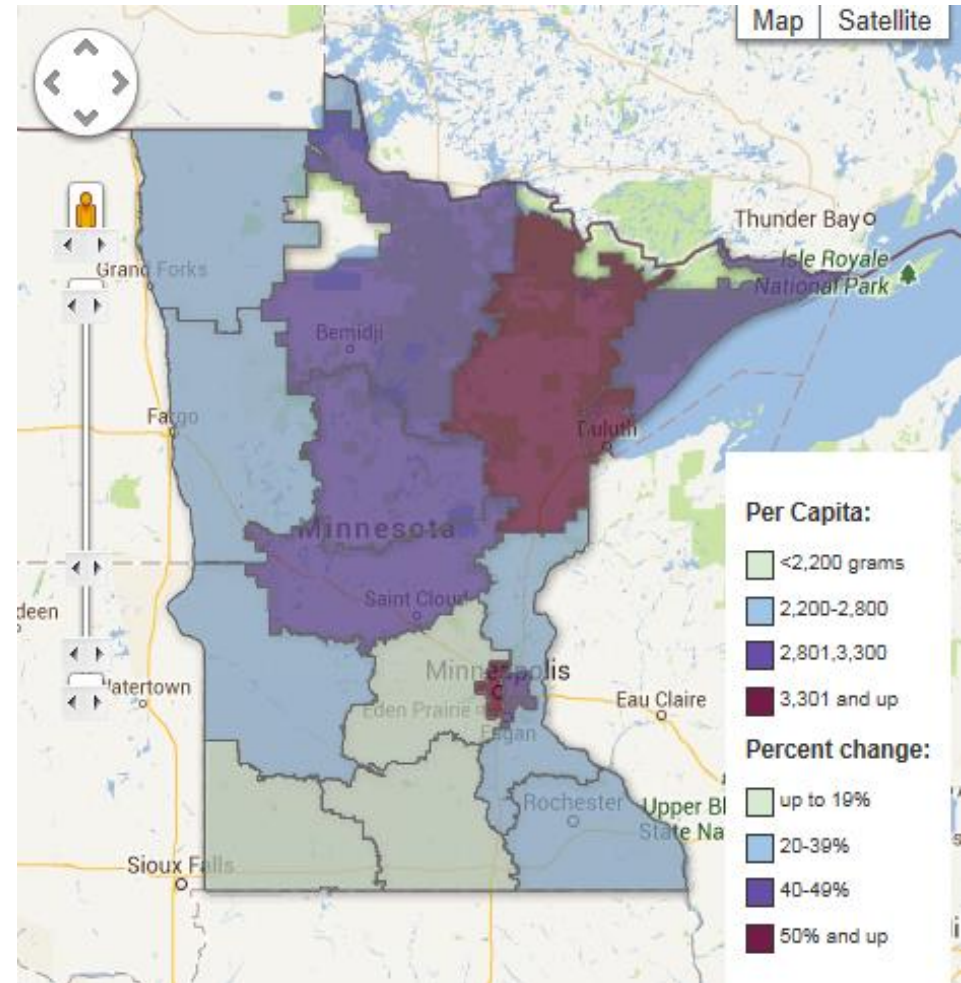 Map Satellite
Thunder Bay
Isle Royale
National Park
Grand Forks
Bemidji
Fargo
Duluth
Minnesota
Per Capita:
<2,200 grams
2,200-2,800
2,801,3,300
3,301 and up
Percent change:
up to 19%
20-39%
40-49%
50% and up
deen
Saint Cloud
Minneapolis
Watertown
Eden Prairie
Eagan
Eau Claire
Rochester
Upper Bl
State Na
Sioux Falls